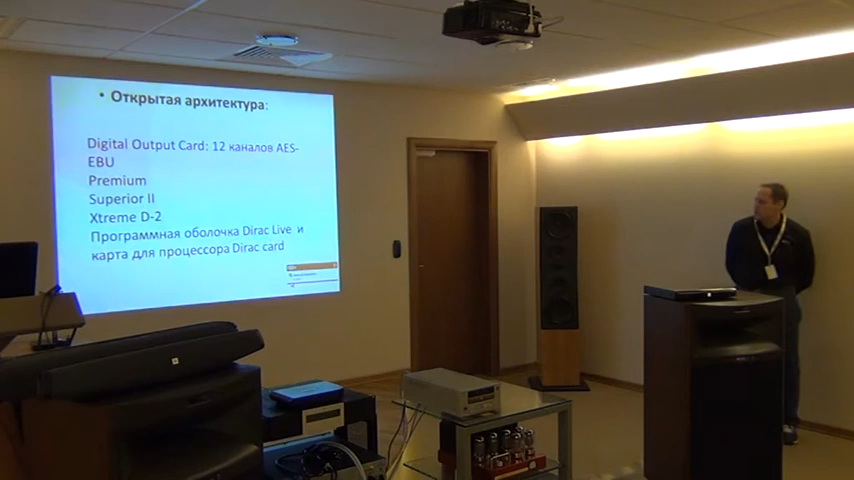 • Открытая архитектура:
Digital Output Card: 12 каналов AES-
EBU
Premium
Superior II
Xtreme D-2
Программная оболочка Dirac Live и
карта для процессора Dirac card